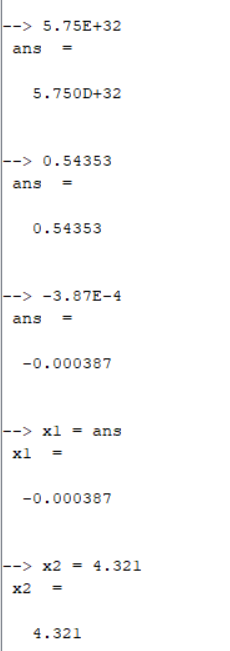 --> 5.75E+32
ans  =
5.750D+32
--> 0.54353
ans  =
0.54353
--> -3.87E-4
ans  =
-0.000387
--> x1 = ans
x1  =
-0.000387
--> x2 = 4.321
x2  =
4.321